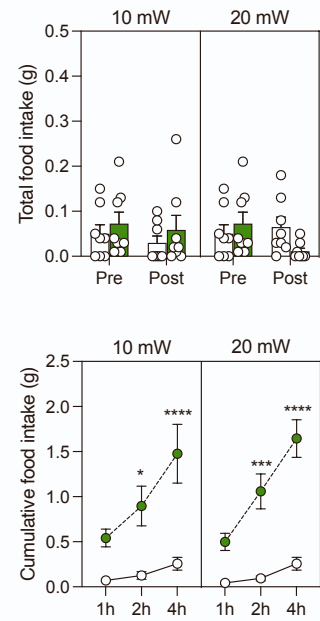 10 mW 20 mW
Total food intake (g)
0.5
0.4
0.3
0.2
0.1
0.0
Pre Post Pre Post
10 mW 20 mW
Cumulative food intake (g)
2.5
2.0
1.5
1.0
0.5
0.0
* **** *** ****
1h 2h 4h 1h 2h 4h